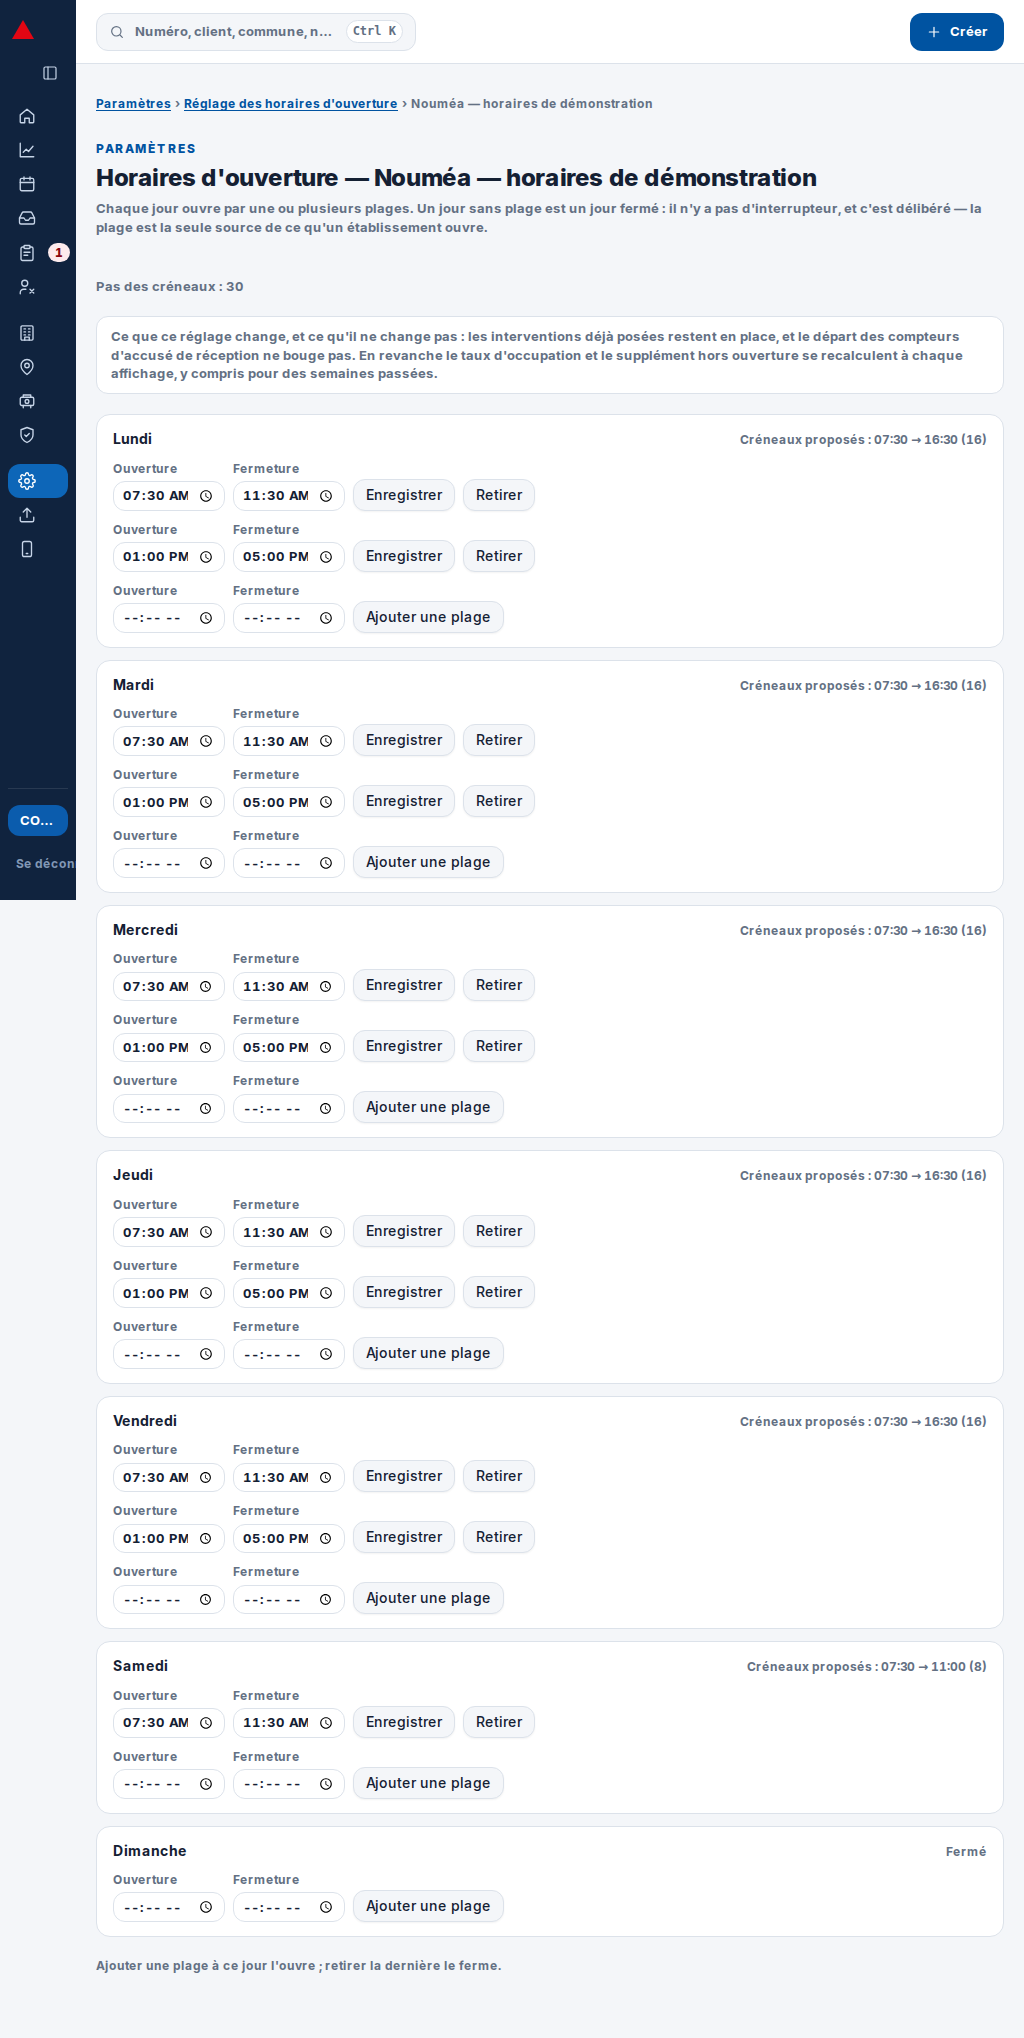 Numéro, client, commune, n... Ctrl K
Créer
Paramètres › Réglage des horaires d'ouverture › Nouméa — horaires de démonstration
PARAMÈTRES
Horaires d'ouverture — Nouméa — horaires de démonstration
Chaque jour ouvre par une ou plusieurs plages. Un jour sans plage est un jour fermé : il n'y a pas d'interrupteur, et c'est délibéré — la
plage est la seule source de ce qu'un établissement ouvre.
1
Pas des créneaux : 30
Ce que ce réglage change, et ce qu'il ne change pas : les interventions déjà posées restent en place, et le départ des compteurs
d'accusé de réception ne bouge pas. En revanche le taux d'occupation et le supplément hors ouverture se recalculent à chaque
affichage, y compris pour des semaines passées.
Lundi Créneaux proposés : 07:30 → 16:30 (16)
Ouverture Fermeture
07:30 AM 11:30 AM Enregistrer Retirer
Ouverture Fermeture
01:00 PM 05:00 PM Enregistrer Retirer
Ouverture Fermeture
--:-- -- --:-- -- Ajouter une plage
Mardi Créneaux proposés : 07:30 → 16:30 (16)
Ouverture Fermeture
07:30 AM 11:30 AM Enregistrer Retirer
Ouverture Fermeture
01:00 PM 05:00 PM Enregistrer Retirer
Ouverture Fermeture
--:-- -- --:-- -- Ajouter une plage
CO...
Se décon
Mercredi Créneaux proposés : 07:30 → 16:30 (16)
Ouverture Fermeture
07:30 AM 11:30 AM Enregistrer Retirer
Ouverture Fermeture
01:00 PM 05:00 PM Enregistrer Retirer
Ouverture Fermeture
--:-- -- --:-- -- Ajouter une plage
Jeudi Créneaux proposés : 07:30 → 16:30 (16)
Ouverture Fermeture
07:30 AM 11:30 AM Enregistrer Retirer
Ouverture Fermeture
01:00 PM 05:00 PM Enregistrer Retirer
Ouverture Fermeture
--:-- -- --:-- -- Ajouter une plage
Vendredi Créneaux proposés : 07:30 → 16:30 (16)
Ouverture Fermeture
07:30 AM 11:30 AM Enregistrer Retirer
Ouverture Fermeture
01:00 PM 05:00 PM Enregistrer Retirer
Ouverture Fermeture
--:-- -- --:-- -- Ajouter une plage
Samedi Créneaux proposés : 07:30 → 11:00 (8)
Ouverture Fermeture
07:30 AM 11:30 AM Enregistrer Retirer
Ouverture Fermeture
--:-- -- --:-- -- Ajouter une plage
Dimanche Fermé
Ouverture Fermeture
--:-- -- --:-- -- Ajouter une plage
Ajouter une plage à ce jour l'ouvre ; retirer la dernière le ferme.